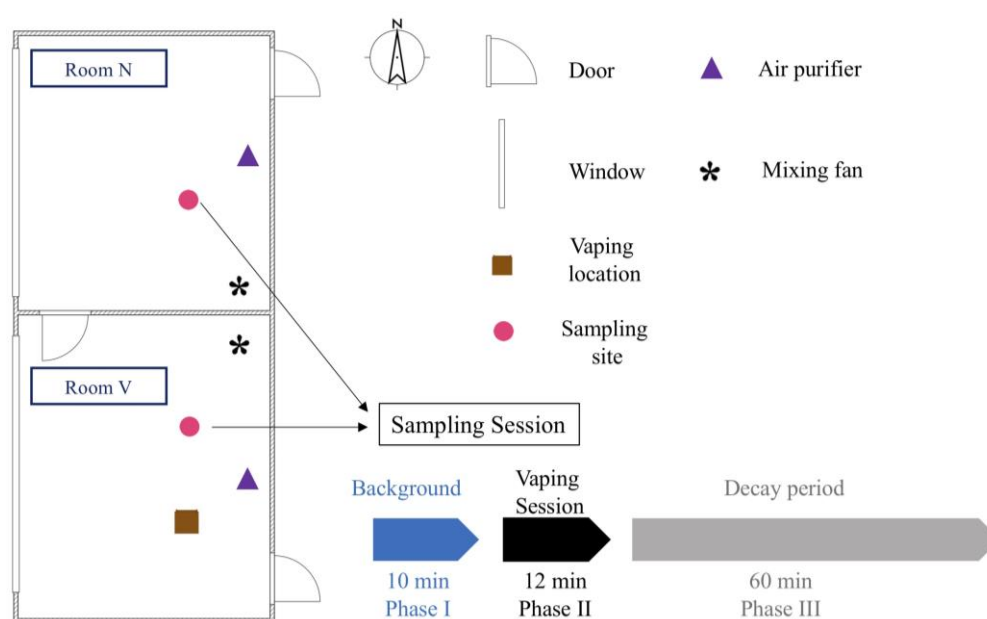 Room N
N
Door
Air purifier
Window
Mixing fan
Vaping
location
Sampling
site
Room V
Sampling Session
Background
Vaping
Session
Decay period
10 min
Phase I
12 min
Phase II
60 min
Phase III